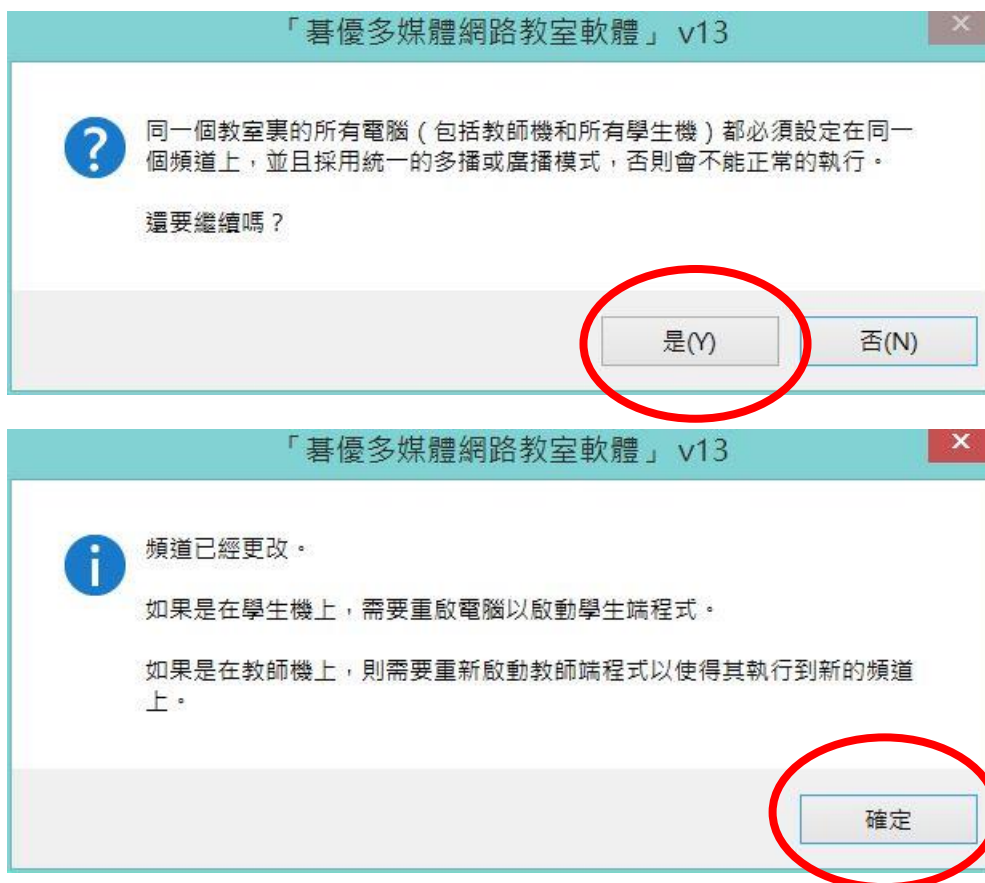 「碁優多媒體網路教室軟體」 v13
同一個教室裏的所有電腦（包括教師機和所有學生機）都必須設定在同一
個頻道上，並且採用統一的多播或廣播模式，否則會不能正常的執行。
還要繼續嗎？
是(Y)
否(N)
「碁優多媒體網路教室軟體」 v13
頻道已經更改。
如果是在學生機上，需要重啟電腦以啟動學生端程式。
如果是在教師機上，則需要重新啟動教師端程式以使得其執行到新的頻道
上。
確定